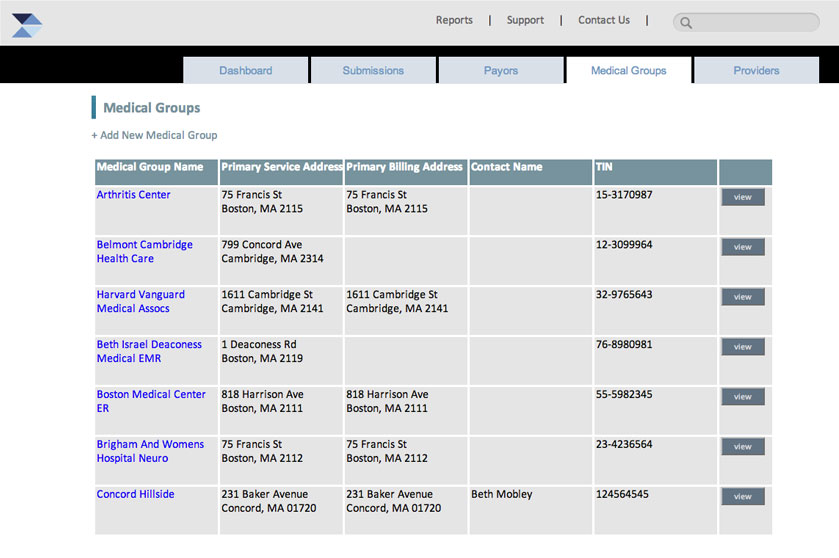 Reports | Support | Contact Us |
Dashboard Submissions Payors Medical Groups Providers
Medical Groups
+ Add New Medical Group
Medical Group Name Primary Service Address Primary Billing Address Contact Name TIN
Arthritis Center 75 Francis St 75 Francis St 15-3170987 view
Boston, MA 2115 Boston, MA 2115
Belmont Cambridge 799 Concord Ave 12-3099964 view
Health Care Cambridge, MA 2314
Harvard Vanguard 1611 Cambridge St 1611 Cambridge St 32-9765643 view
Medical Assocs Cambridge, MA 2141 Cambridge, MA 2141
Beth Israel Deaconess 1 Deaconess Rd 76-8980981 view
Medical EMR Boston, MA 2119
Boston Medical Center 818 Harrison Ave 818 Harrison Ave 55-5982345 view
ER Boston, MA 2111 Boston, MA 2111
Brigham And Womens 75 Francis St 75 Francis St 23-4236564 view
Hospital Neuro Boston, MA 2112 Boston, MA 2112
Concord Hillside 231 Baker Avenue 231 Baker Avenue Beth Mobley 124564545 view
Concord, MA 01720 Concord, MA 01720